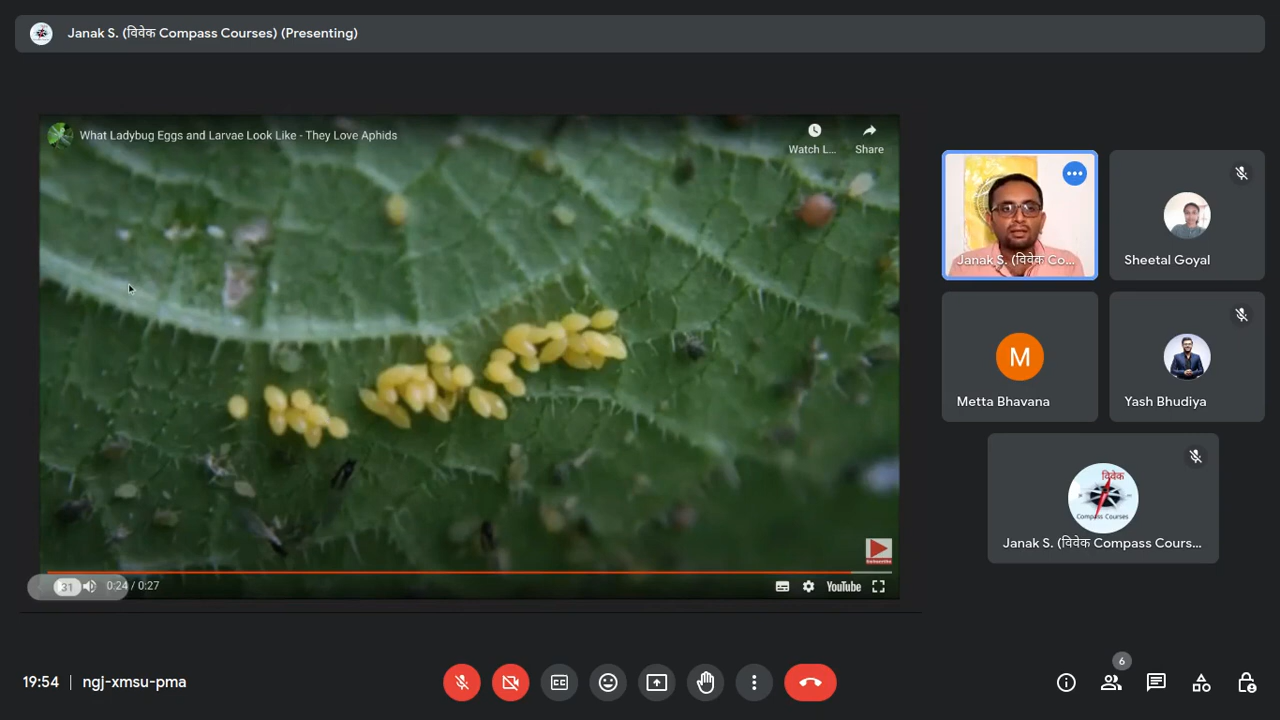 Janak S. (विवेक Compass Courses) (Presenting)
What Ladybug Eggs and Larvae Look Like - They Love Aphids
Watch L...
Share
Janak S. (विवेक Co...
Sheetal Goyal
M
Metta Bhavana
Yash Bhudiya
विवेक
Compass Courses
Janak S. (विवेक Compass Cours...
Subscribe
31
0:24 / 0:27
YouTube
6
19:54 | ngj-xmsu-pma